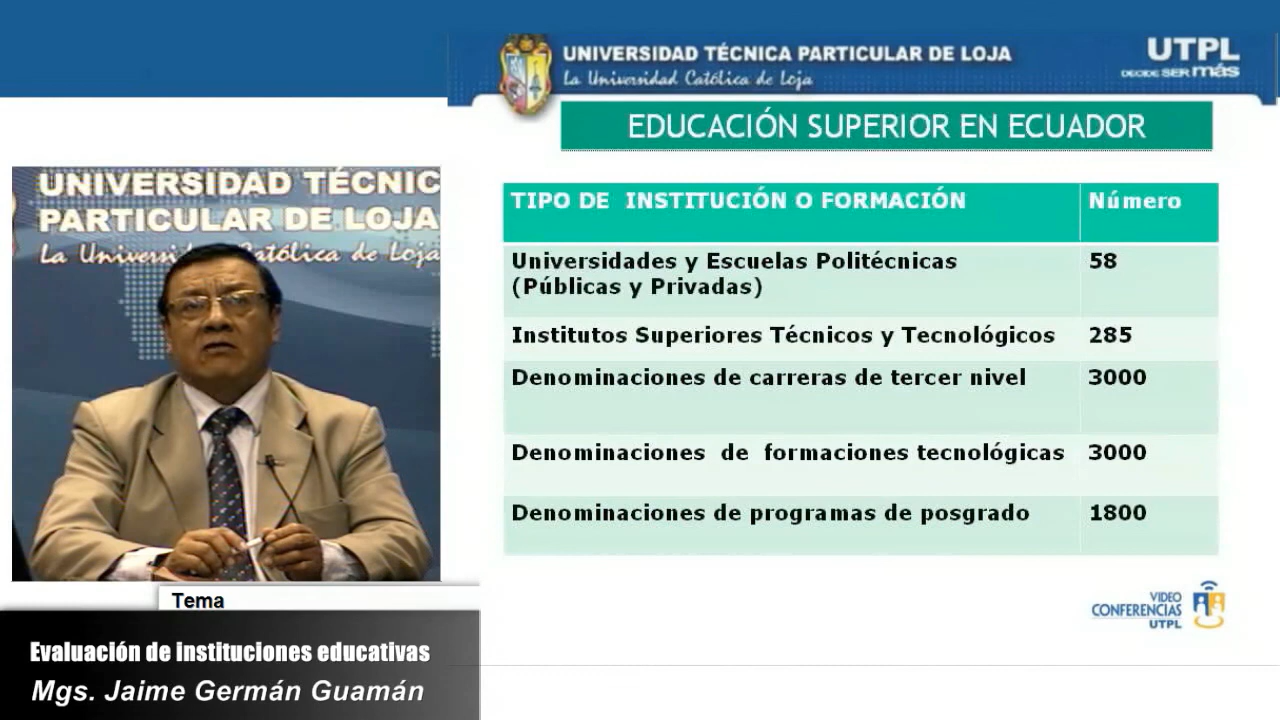 UNIVERSIDAD TÉCNICA PARTICULAR DE LOJA
La Universidad Católica de Loja
UTPL
DECIDE SER más
EDUCACIÓN SUPERIOR EN ECUADOR
TIPO DE INSTITUCIÓN O FORMACIÓN Número
Universidades y Escuelas Politécnicas 58
(Públicas y Privadas)
Institutos Superiores Técnicos y Tecnológicos 285
Denominaciones de carreras de tercer nivel 3000
Denominaciones de formaciones tecnológicas 3000
Denominaciones de programas de posgrado 1800
UNIVERSIDAD TÉCNIC
PARTICULAR DE LOJA
La Univers atólica de Loja
VIDEO
CONFERENCIAS
UTPL
Tema
Evaluación de instituciones educativas
Mgs. Jaime Germán Guamán